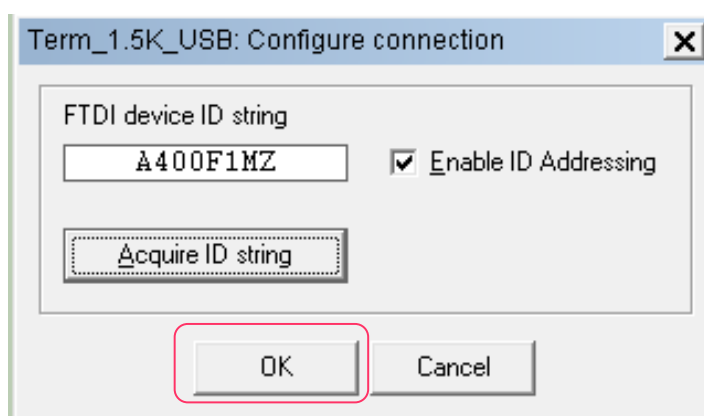 Term_1.5K_USB: Configure connection
FTDI device ID string
A400F1MZ
Enable ID Addressing
Acquire ID string
OK
Cancel